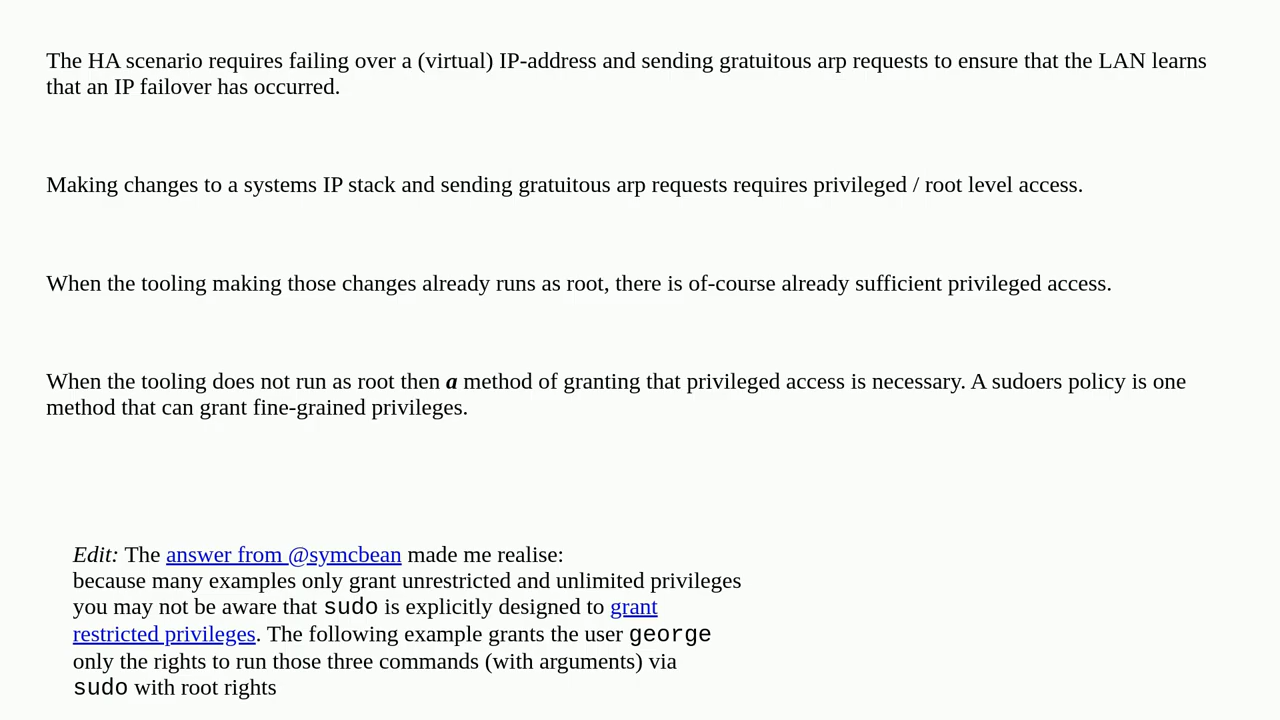 The HA scenario requires failing over a (virtual) IP-address and sending gratuitous arp requests to ensure that the LAN learns
that an IP failover has occurred.
Making changes to a systems IP stack and sending gratuitous arp requests requires privileged / root level access.
When the tooling making those changes already runs as root, there is of-course already sufficient privileged access.
When the tooling does not run as root then a method of granting that privileged access is necessary. A sudoers policy is one
method that can grant fine-grained privileges.
Edit: The answer from @symcbean made me realise:
because many examples only grant unrestricted and unlimited privileges
you may not be aware that sudo is explicitly designed to grant
restricted privileges. The following example grants the user george
only the rights to run those three commands (with arguments) via
sudo with root rights